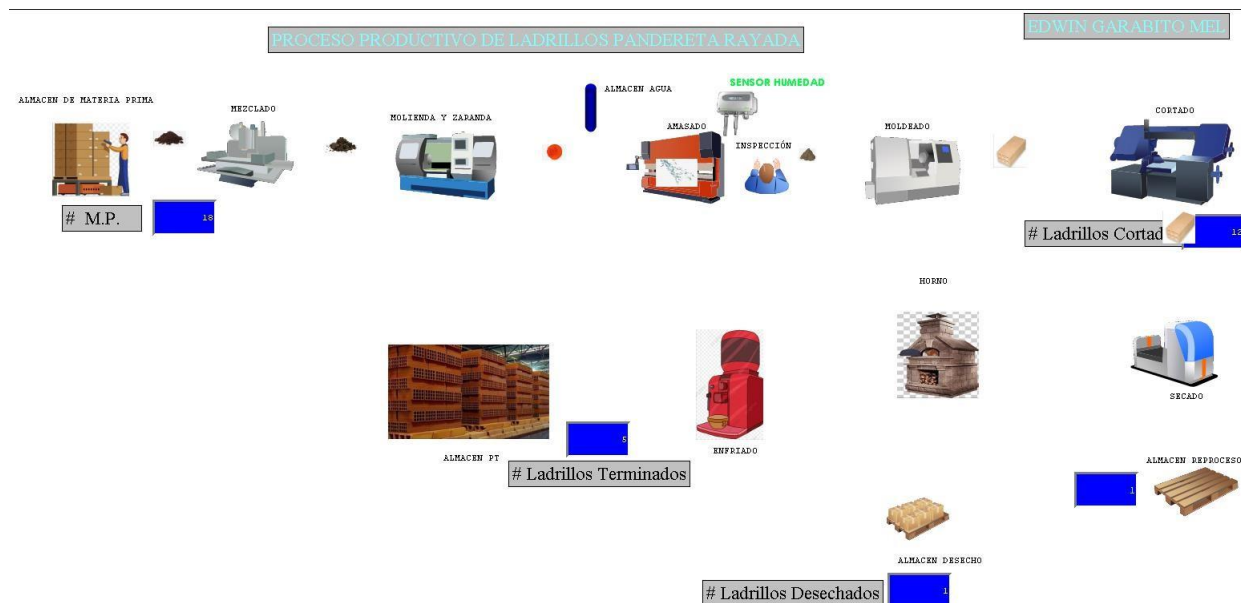 PROCESO PRODUCTIVO DE LADRILLOS PANDERETA RAYADA
EDWIN GARABITO MEL
ALMACEN DE MATERIA PRIMA
MEZCLADO
MOLIENDA Y ZARANDA
ALMACEN AGUA
SENSOR HUMEDAD
AMASADO
INSPECCIÓN
MOLDEADO
CORTADO
# M.P.
18
# Ladrillos Cortad
12
HORNO
SECADO
ALMACEN PT
5
# Ladrillos Terminados
ENFRIADO
ALMACEN REPROCESO
1
ALMACEN DESECHO
# Ladrillos Desechados
1